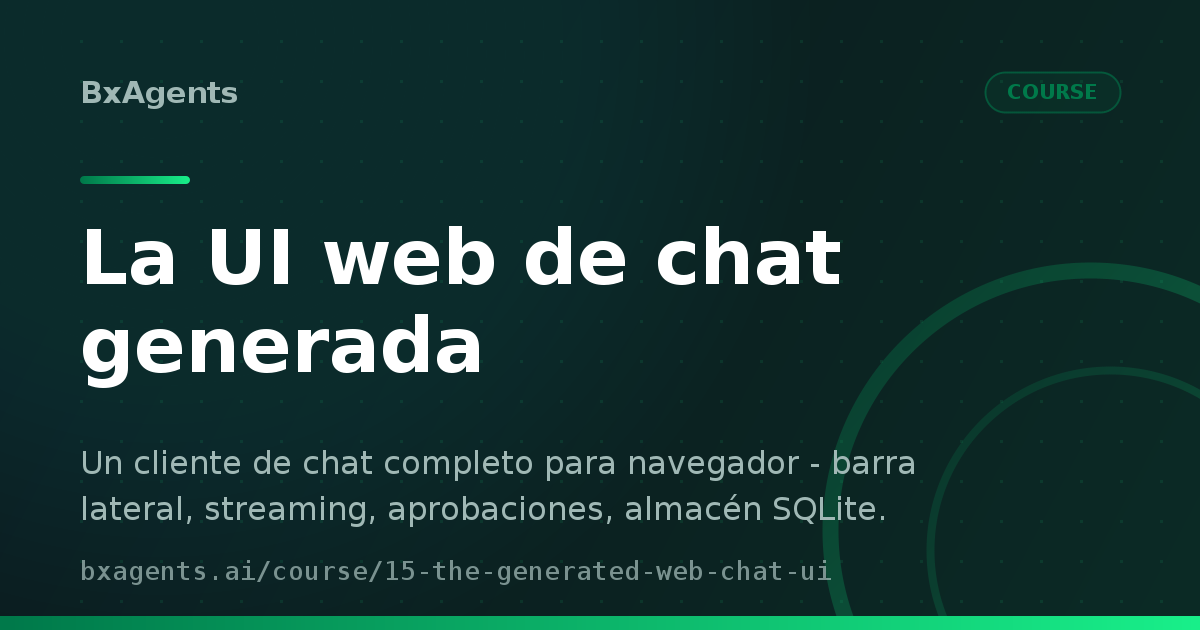 BxAgents
COURSE
La UI web de chat
generada
Un cliente de chat completo para navegador - barra
lateral, streaming, aprobaciones, almacén SQLite.
bxagents.ai/course/15-the-generated-web-chat-ui